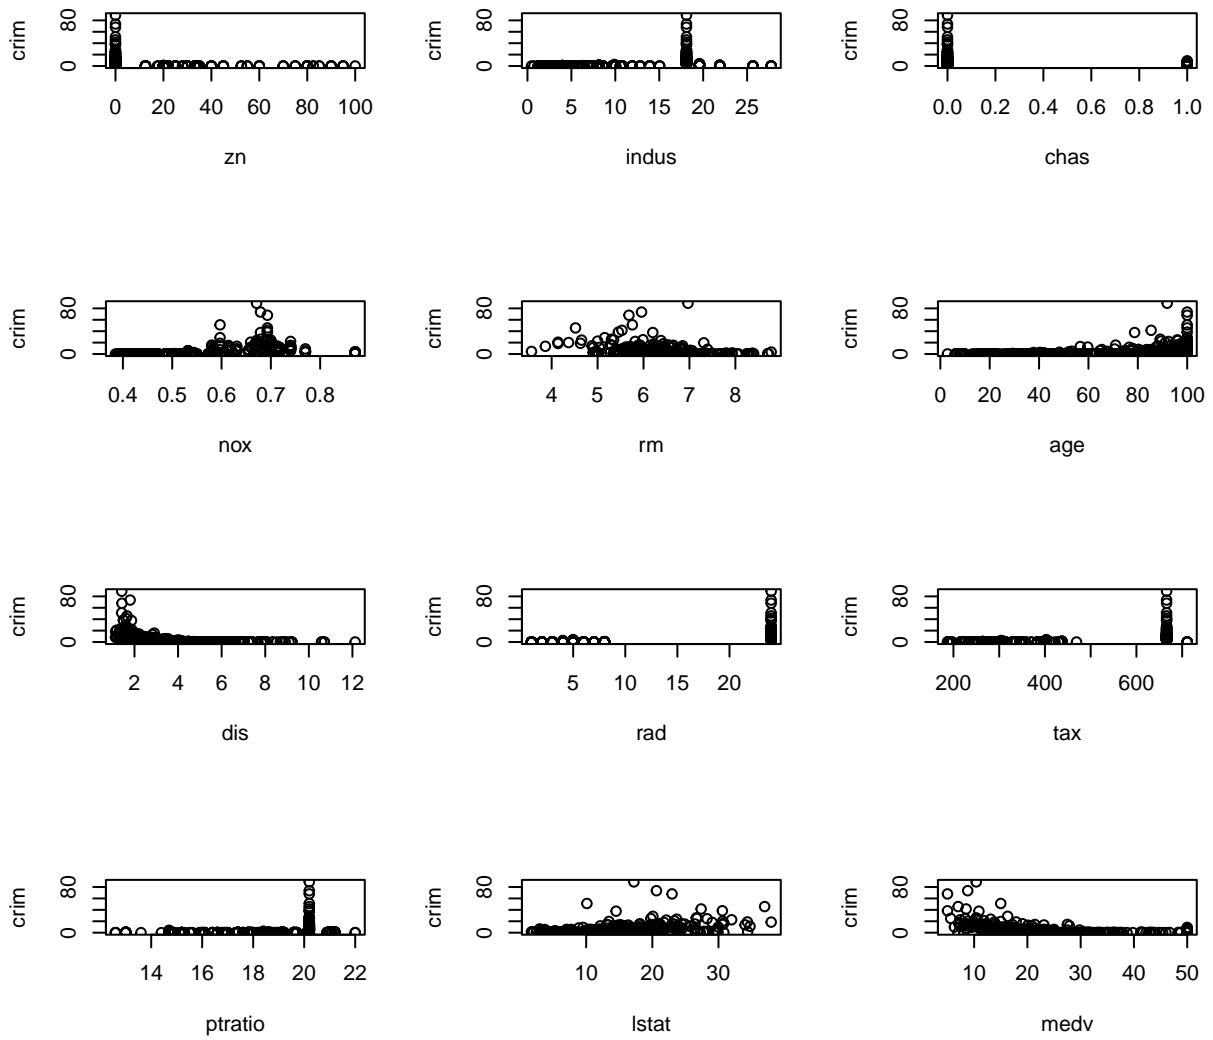 crim 0 80 crim 0 80 crim 0 80
0 20 40 60 80 100 0 5 10 15 20 25 0.0 0.2 0.4 0.6 0.8 1.0
zn indus chas
crim 0 80 crim 0 80 crim 0 80
0.4 0.5 0.6 0.7 0.8 4 5 6 7 8 0 20 40 60 80 100
nox rm age
crim 0 80 crim 0 80 crim 0 80
2 4 6 8 10 12 5 10 15 20 200 400 600
dis rad tax
crim 0 80 crim 0 80 crim 0 80
14 16 18 20 22 10 20 30 10 20 30 40 50
ptratio lstat medv